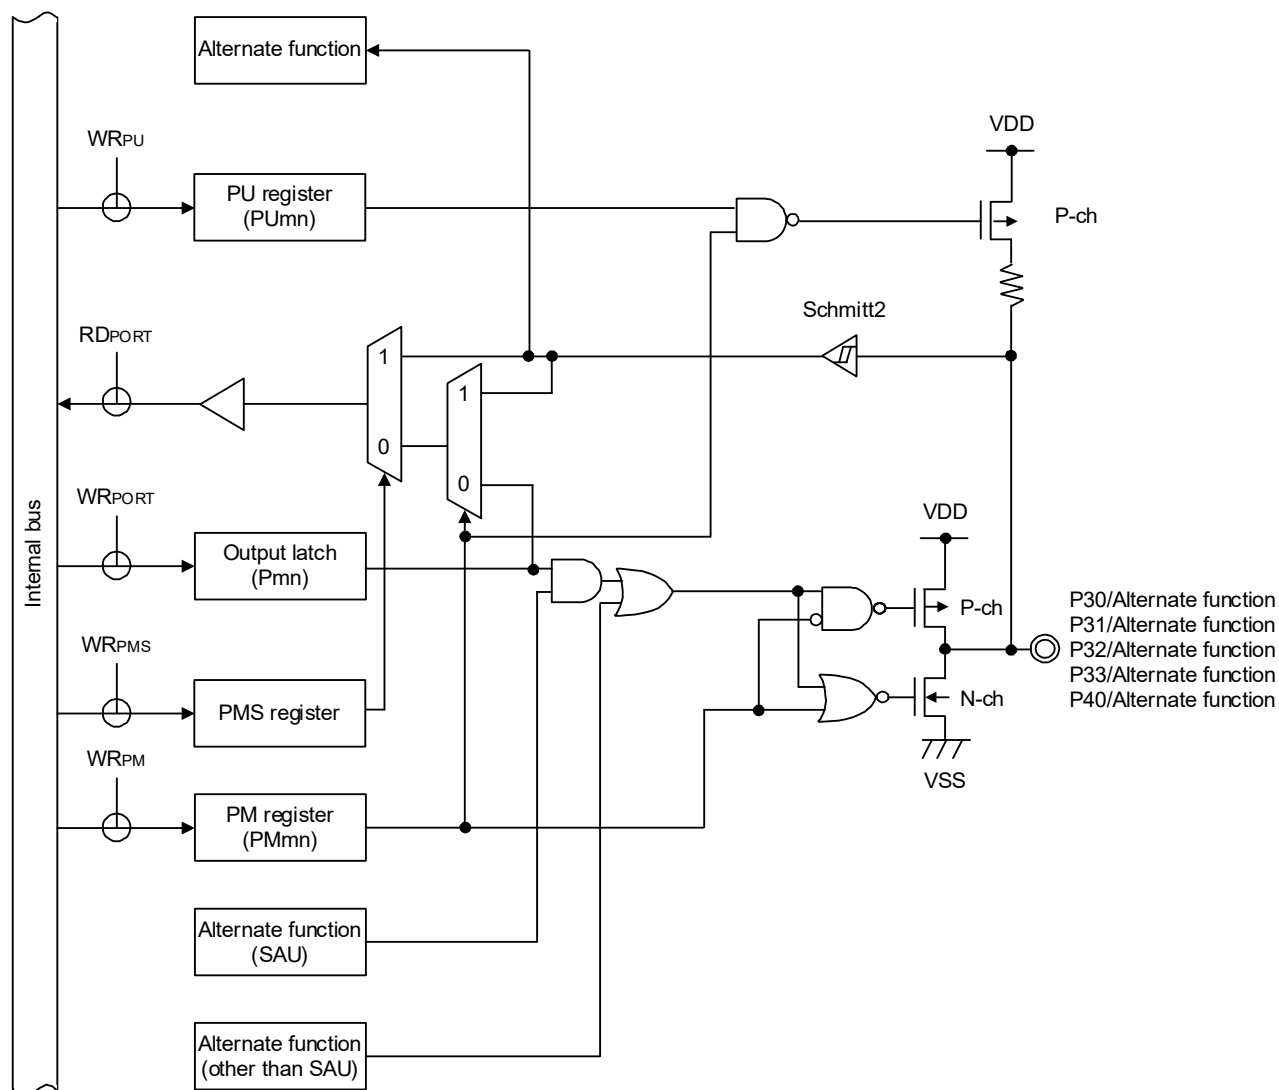 Alternate function
WRPU
VDD
PU register
(PUmn)
P-ch
Schmitt2
RDPORT
1
1
0
0
WRPORT
Internal bus
VDD
Output latch
(Pmn)
P-ch
P30/Alternate function
P31/Alternate function
P32/Alternate function
P33/Alternate function
P40/Alternate function
WRPMS
PMS register
N-ch
WRPM
VSS
PM register
(PMmn)
Alternate function
(SAU)
Alternate function
(other than SAU)